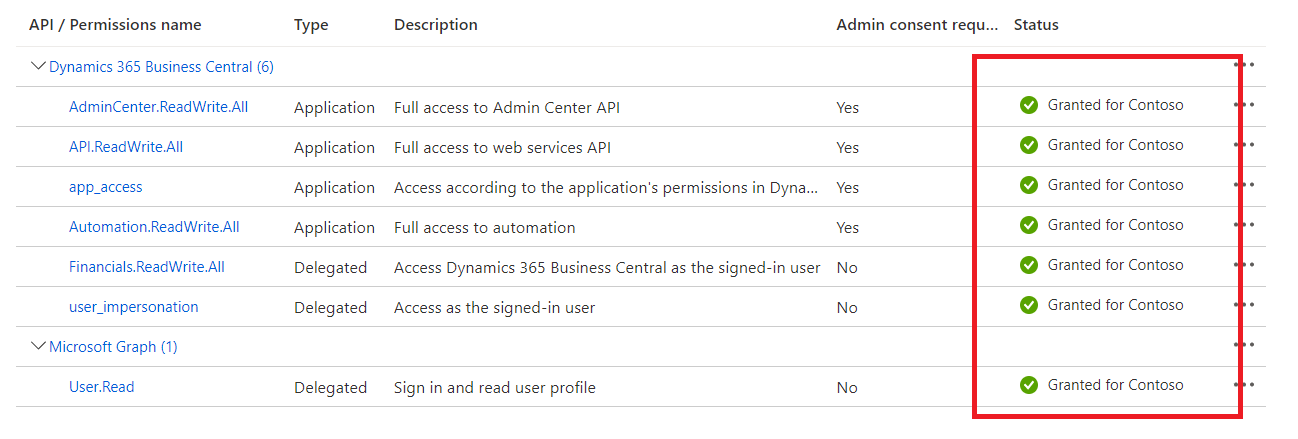 API / Permissions name Type Description Admin consent requ... Status
Dynamics 365 Business Central (6)
AdminCenter.ReadWrite.All Application Full access to Admin Center API Yes Granted for Contoso
API.ReadWrite.All Application Full access to web services API Yes Granted for Contoso
app_access Application Access according to the application's permissions in Dyna... Yes Granted for Contoso
Automation.ReadWrite.All Application Full access to automation Yes Granted for Contoso
Financials.ReadWrite.All Delegated Access Dynamics 365 Business Central as the signed-in user No Granted for Contoso
user_impersonation Delegated Access as the signed-in user No Granted for Contoso
Microsoft Graph (1)
User.Read Delegated Sign in and read user profile No Granted for Contoso